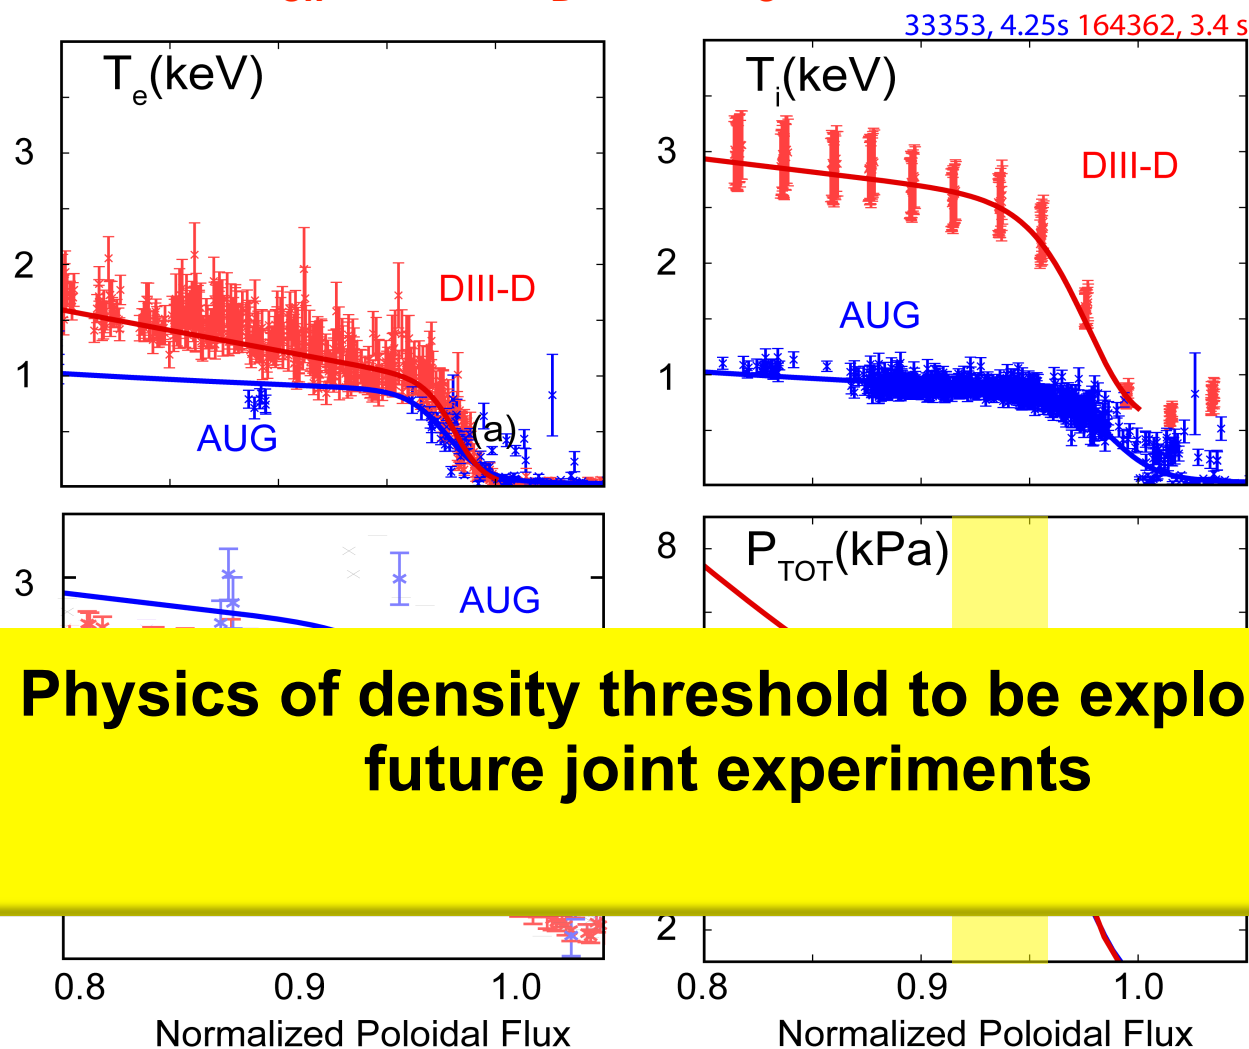 33353, 4.25s 164362, 3.4 s
Te(keV)
3
2
1
DIII-D
AUG
(a)
Ti(keV)
3
2
1
DIII-D
AUG
3
AUG
8
PTOT(kPa)
Physics of density threshold to be explo
future joint experiments
2
0.8 0.9 1.0
0.8 0.9 1.0
Normalized Poloidal Flux
Normalized Poloidal Flux